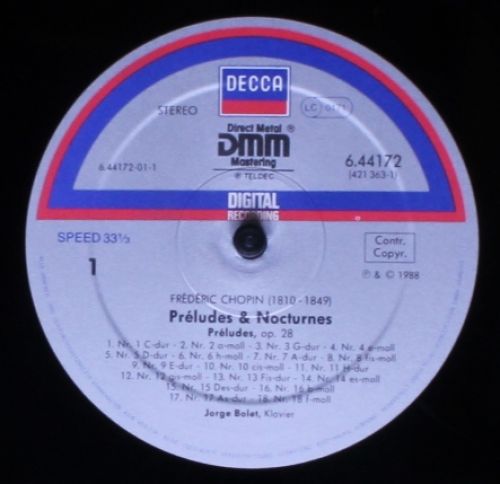 DECCA
STEREO
LC 0171
Direct Metal ®
DMM
Mastering
℗ TELDEC
6.44172-01-1
6.44172
(421 363-1)
DIGITAL
RECORDING
SPEED 33⅓
Contr.
Copyr.
1
℗ & © 1988
FRÉDÉRIC CHOPIN (1810 - 1849)
Préludes & Nocturnes
Préludes, op. 28
1. Nr. 1 C-dur - 2. Nr. 2 a-moll - 3. Nr. 3 G-dur - 4. Nr. 4 e-moll
5. Nr. 5 D-dur - 6. Nr. 6 h-moll - 7. Nr. 7 A-dur - 8. Nr. 8 fis-moll
9. Nr. 9 E-dur - 10. Nr. 10 cis-moll - 11. Nr. 11 H-dur
12. Nr. 12 gis-moll - 13. Nr. 13 Fis-dur - 14. Nr. 14 es-moll
15. Nr. 15 Des-dur - 16. Nr. 16 b-moll
17. Nr. 17 As-dur - 18. Nr. 18 f-moll
Jorge Bolet, Klavier